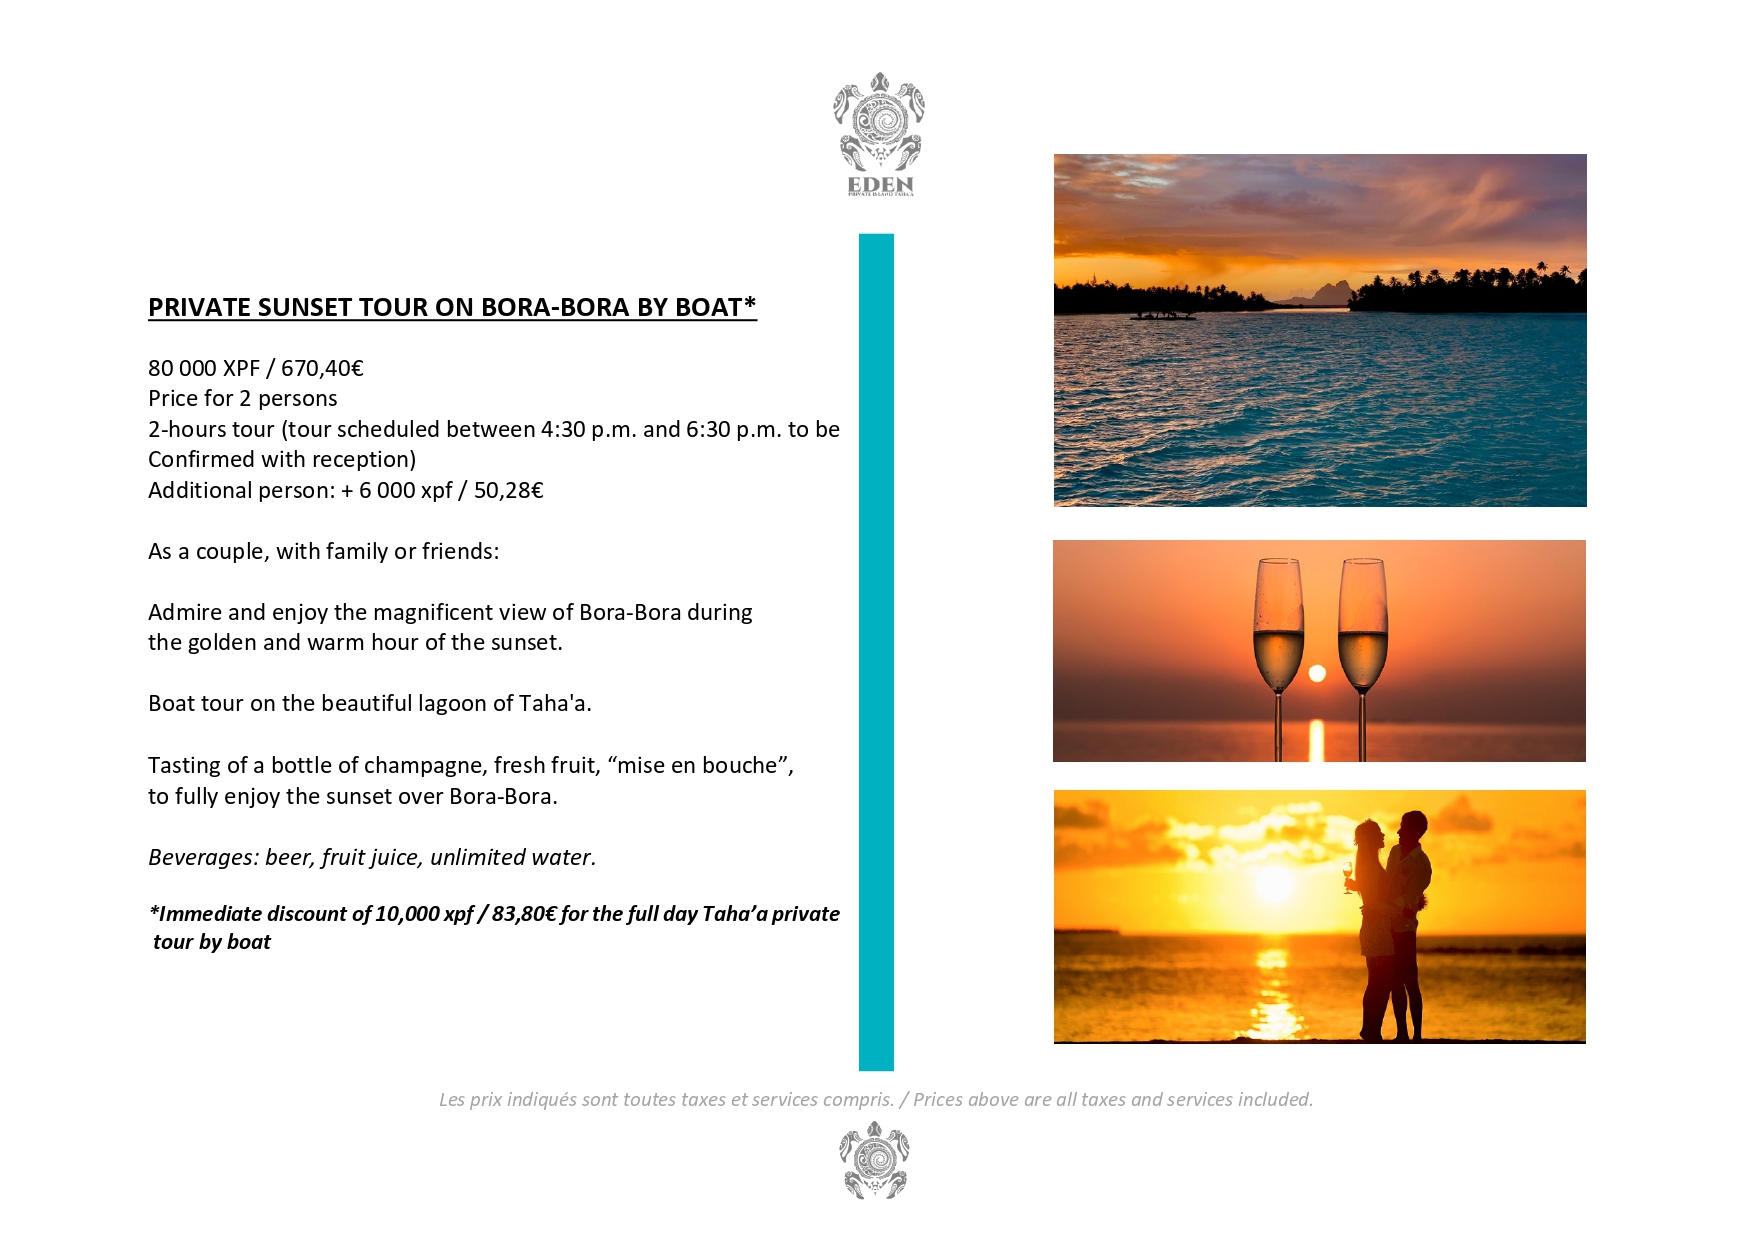 EDEN
PRIVATE ISLAND TAHA'A
PRIVATE SUNSET TOUR ON BORA-BORA BY BOAT*
80 000 XPF / 670,40€
Price for 2 persons
2-hours tour (tour scheduled between 4:30 p.m. and 6:30 p.m. to be
Confirmed with reception)
Additional person: + 6 000 xpf / 50,28€
As a couple, with family or friends:
Admire and enjoy the magnificent view of Bora-Bora during
the golden and warm hour of the sunset.
Boat tour on the beautiful lagoon of Taha'a.
Tasting of a bottle of champagne, fresh fruit, “mise en bouche”,
to fully enjoy the sunset over Bora-Bora.
Beverages: beer, fruit juice, unlimited water.
*Immediate discount of 10,000 xpf / 83,80€ for the full day Taha’a private
tour by boat
Les prix indiqués sont toutes taxes et services compris. / Prices above are all taxes and services included.